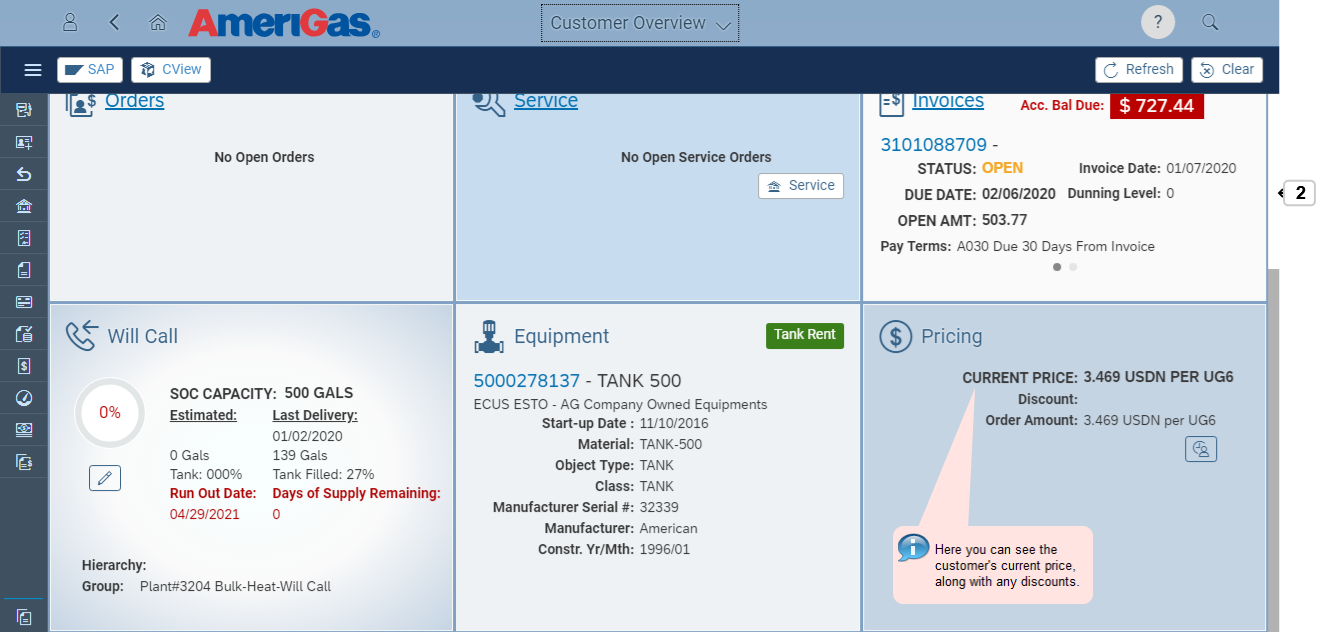 AmeriGas®
Customer Overview
?
SAP
CView
Refresh
Clear
Orders
No Open Orders
Service
No Open Service Orders
Service
Invoices
Acc. Bal Due: $ 727.44
3101088709 -
STATUS: OPEN
Invoice Date: 01/07/2020
DUE DATE: 02/06/2020
Dunning Level: 0
OPEN AMT: 503.77
Pay Terms: A030 Due 30 Days From Invoice
2
Will Call
0%
SOC CAPACITY: 500 GALS
Estimated: Last Delivery:
01/02/2020
0 Gals 139 Gals
Tank: 000% Tank Filled: 27%
Run Out Date: Days of Supply Remaining:
04/29/2021 0
Hierarchy:
Group: Plant#3204 Bulk-Heat-Will Call
Equipment
Tank Rent
5000278137 - TANK 500
ECUS ESTO - AG Company Owned Equipments
Start-up Date : 11/10/2016
Material: TANK-500
Object Type: TANK
Class: TANK
Manufacturer Serial #: 32339
Manufacturer: American
Constr. Yr/Mth: 1996/01
$ Pricing
CURRENT PRICE: 3.469 USDN PER UG6
Discount:
Order Amount: 3.469 USDN per UG6
Here you can see the
customer's current price,
along with any discounts.